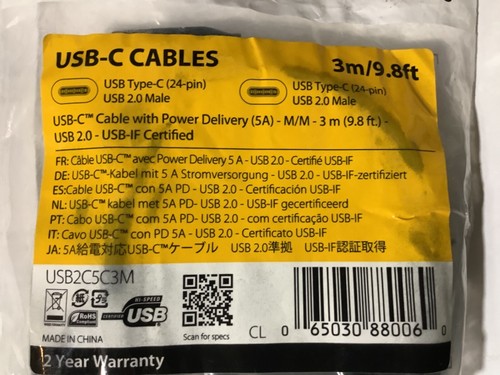 USB-C CABLES
3m/9.8ft
USB Type-C (24-pin)
USB 2.0 Male
USB Type-C (24-pin)
USB 2.0 Male
USB-C™ Cable with Power Delivery (5A) - M/M - 3 m (9.8 ft.) -
USB 2.0 - USB-IF Certified
FR: Câble USB-C™ avec Power Delivery 5 A - USB 2.0 - Certifié USB-IF
DE: USB-C™-Kabel mit 5 A Stromversorgung - USB 2.0 - USB-IF-zertifiziert
ES:Cable USB-C™ con 5A PD- USB 2.0 - Certificación USB-IF
NL: USB-C™ kabel met 5A PD- USB 2.0 - USB-IF gecertificeerd
PT: Cabo USB-C™ com 5A PD- USB 2.0 - com certificação USB-IF
IT: Cavo USB-C™ con PD 5A - USB 2.0 - Certificato USB-IF
JA: 5A給電対応USB-C™ケーブル USB 2.0準拠 USB-IF認証取得
USB2C5C3M
紙 プラ
RoHS
Compliant
CERTIFIED
HI-SPEED
USB
Scan for specs
CL 0 65030 88006 0
MADE IN CHINA
2 Year Warranty